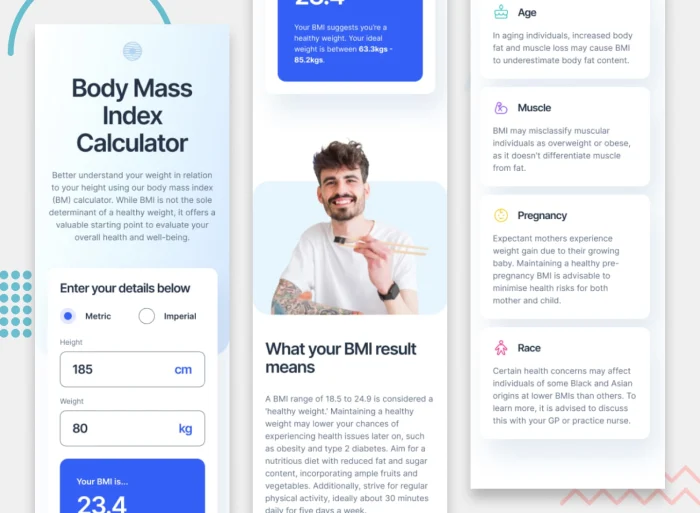 Body Mass
Index
Calculator
Better understand your weight in relation
to your height using our body mass index
(BM) calculator. While BMI is not the sole
determinant of a healthy weight, it offers a
valuable starting point to evaluate your
overall health and well-being.
Enter your details below
Metric
Imperial
Height
185 cm
Weight
80 kg
Your BMI is...
23.4
Your BMI suggests you're a
healthy weight. Your ideal
weight is between 63.3kgs -
85.2kgs.
What your BMI result
means
A BMI range of 18.5 to 24.9 is considered a
'healthy weight.' Maintaining a healthy
weight may lower your chances of
experiencing health issues later on, such
as obesity and type 2 diabetes. Aim for a
nutritious diet with reduced fat and sugar
content, incorporating ample fruits and
vegetables. Additionally, strive for regular
physical activity, ideally about 30 minutes
daily for five days a week.
Age
In aging individuals, increased body
fat and muscle loss may cause BMI
to underestimate body fat content.
Muscle
BMI may misclassify muscular
individuals as overweight or obese,
as it doesn't differentiate muscle
from fat.
Pregnancy
Expectant mothers experience
weight gain due to their growing
baby. Maintaining a healthy pre-
pregnancy BMI is advisable to
minimise health risks for both
mother and child.
Race
Certain health concerns may affect
individuals of some Black and Asian
origins at lower BMIs than others. To
learn more, it is advised to discuss
this with your GP or practice nurse.